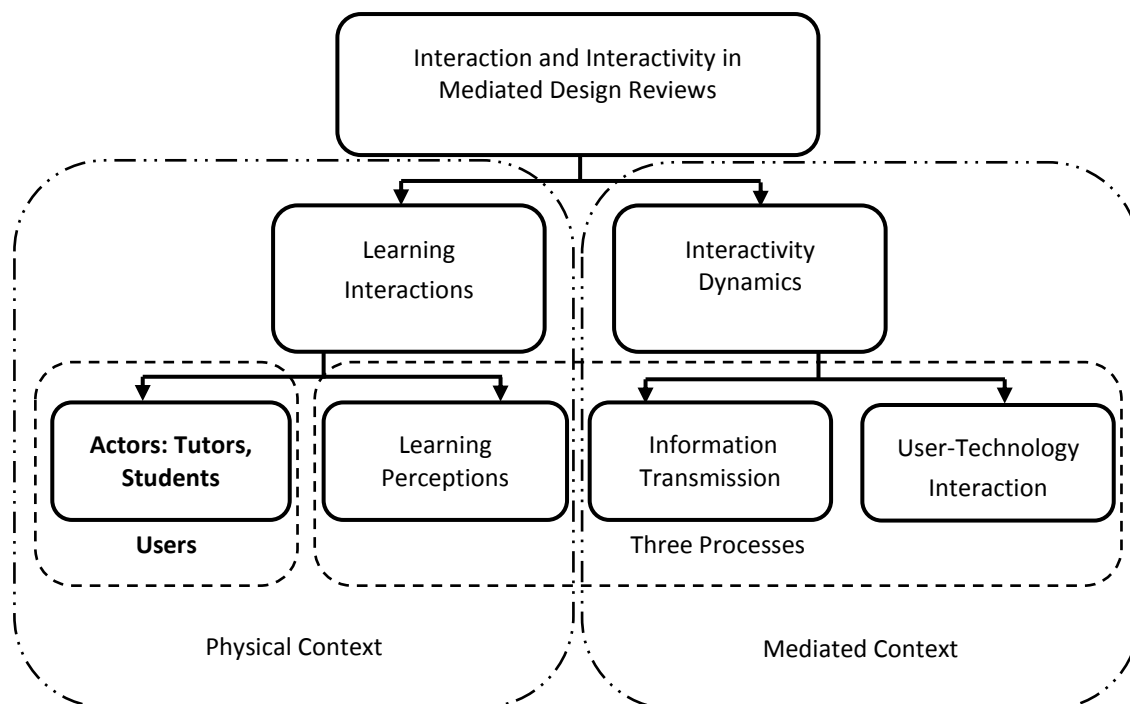 Interaction and Interactivity in
Mediated Design Reviews
Learning
Interactions
Interactivity
Dynamics
Actors: Tutors,
Students
Learning
Perceptions
Information
Transmission
User-Technology
Interaction
Users
Three Processes
Physical Context
Mediated Context